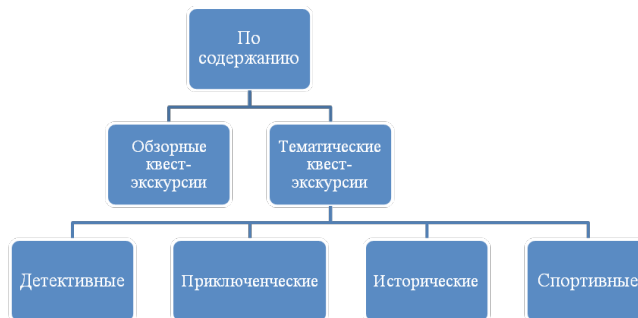 По
содержанию
Обзорные
квест-
экскурсии
Тематические
квест-
экскурсии
Детективные
Приключенческие
Исторические
Спортивные